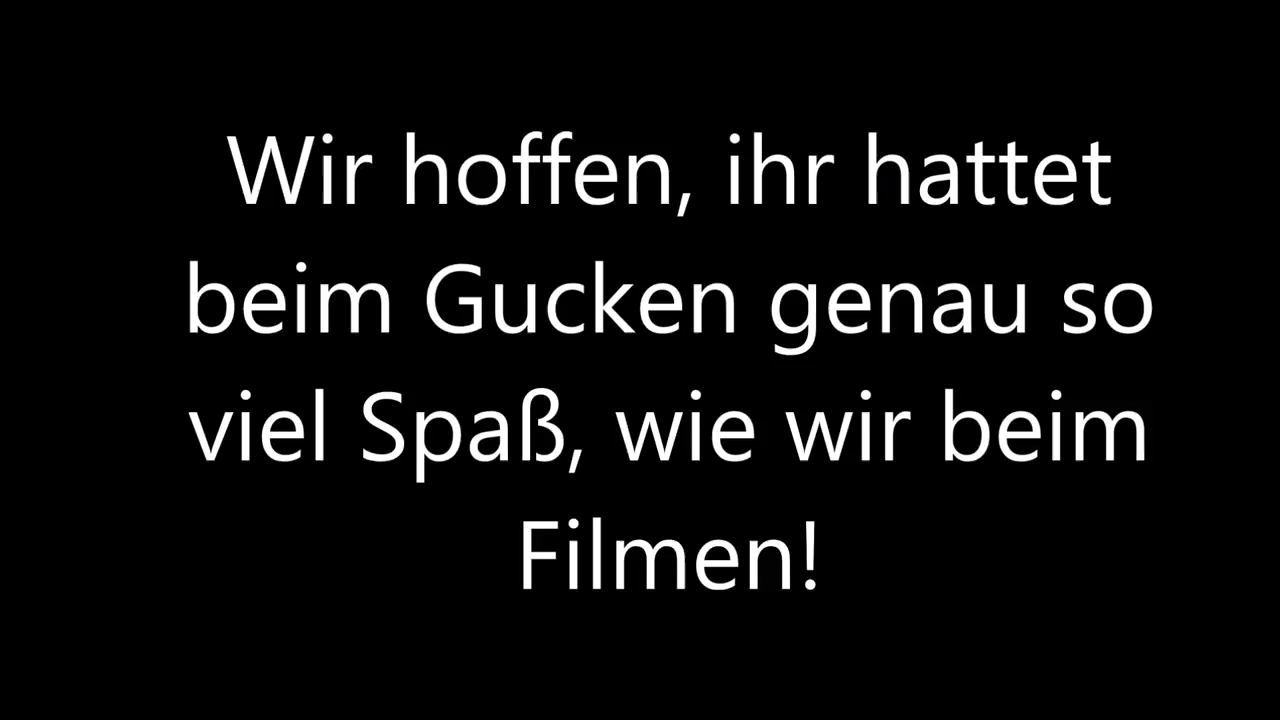 Wir hoffen, ihr hattet
beim Gucken genau so
viel Spaß, wie wir beim
Filmen!